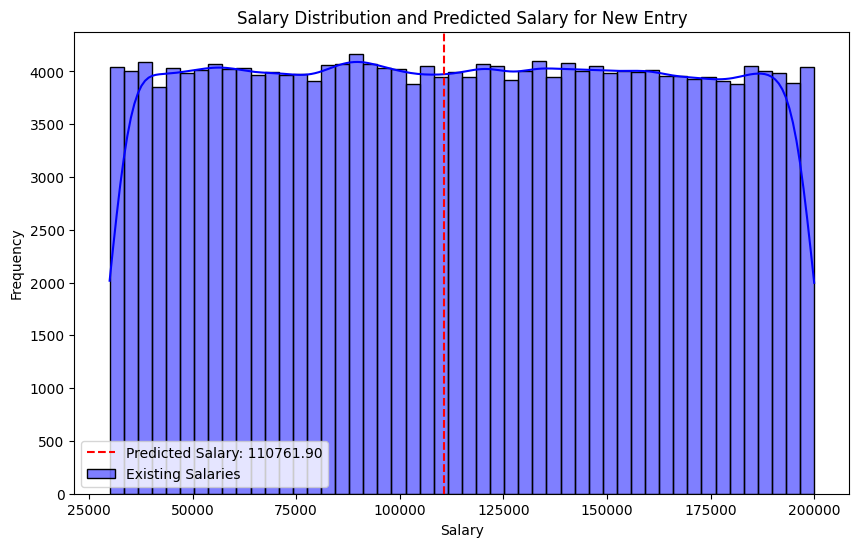 Salary Distribution and Predicted Salary for New Entry
Frequency
4000
3500
3000
2500
2000
1500
1000
500
0
Predicted Salary: 110761.90
Existing Salaries
25000 50000 75000 100000 125000 150000 175000 200000
Salary